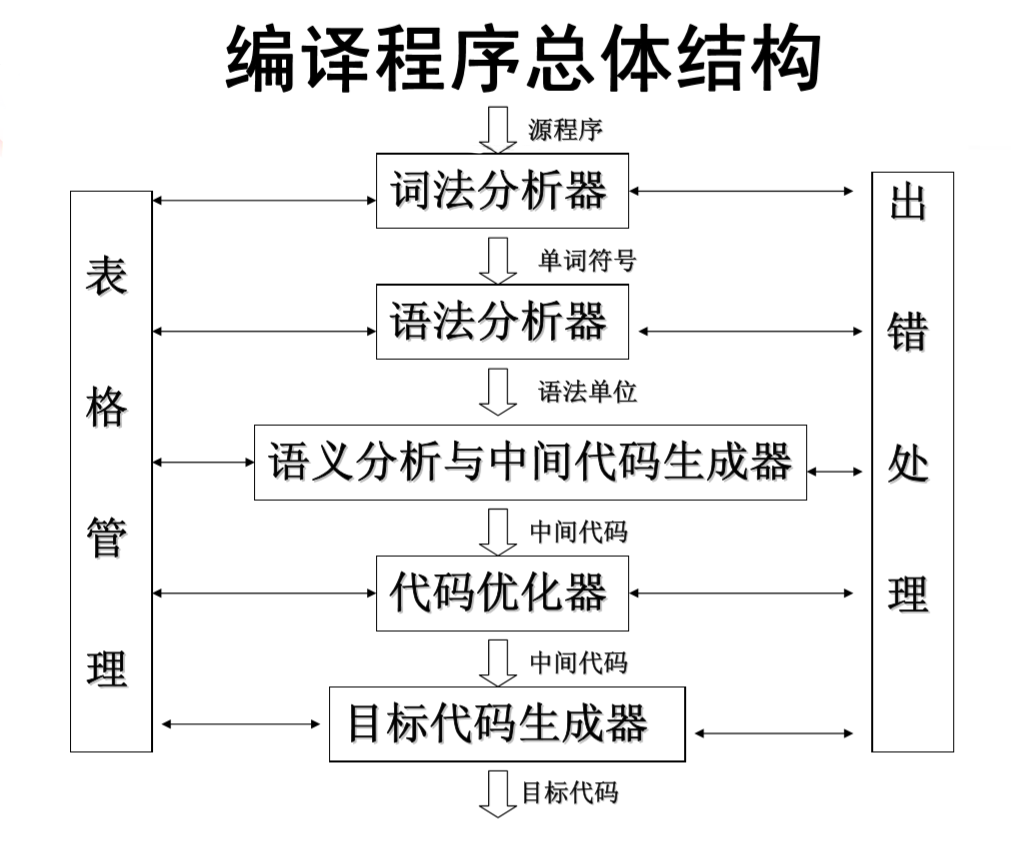 编译程序总体结构
源程序
词法分析器
单词符号
语法分析器
语法单位
语义分析与中间代码生成器
中间代码
代码优化器
中间代码
目标代码生成器
目标代码
表
格
管
理
出
错
处
理